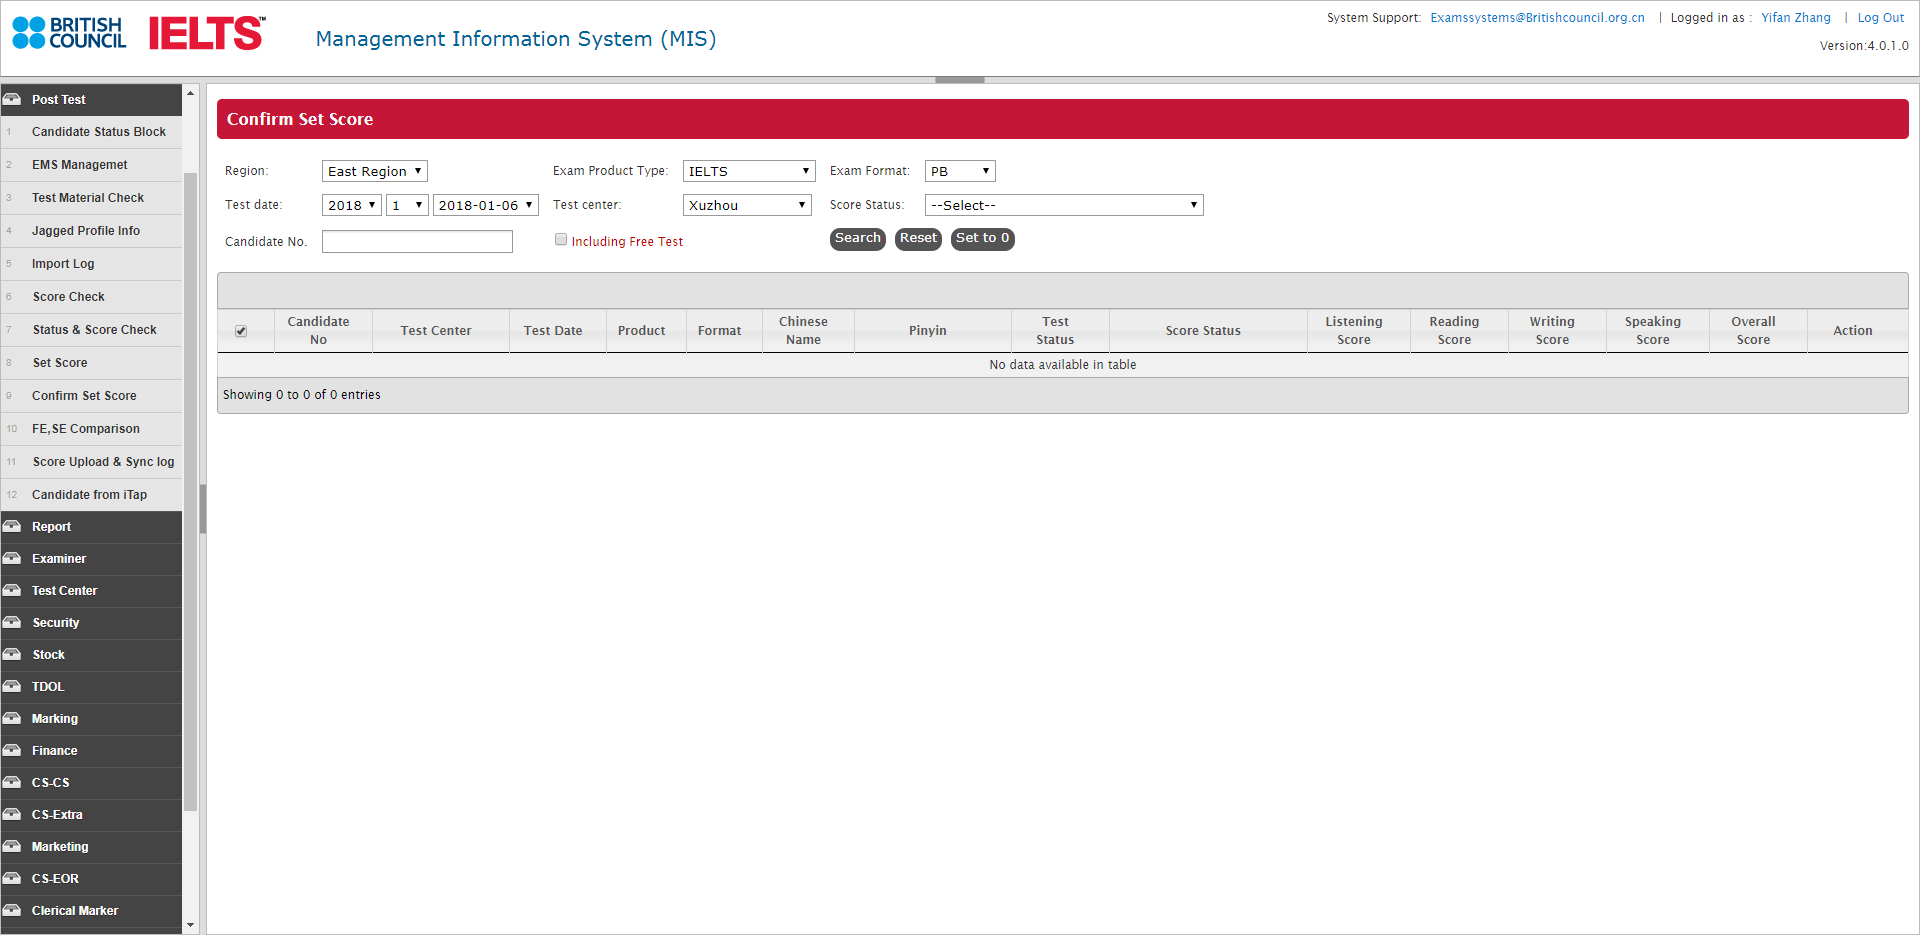 BRITISH
COUNCIL
IELTS™
Management Information System (MIS)
System Support: Examssystems@Britishcouncil.org.cn | Logged in as : Yifan Zhang | Log Out
Version:4.0.1.0
Post Test
1 Candidate Status Block
2 EMS Managemet
3 Test Material Check
4 Jagged Profile Info
5 Import Log
6 Score Check
7 Status & Score Check
8 Set Score
9 Confirm Set Score
10 FE,SE Comparison
11 Score Upload & Sync log
12 Candidate from iTap
Report
Examiner
Test Center
Security
Stock
TDOL
Marking
Finance
CS-CS
CS-Extra
Marketing
CS-EOR
Clerical Marker
Confirm Set Score
Region: East Region Exam Product Type: IELTS Exam Format: PB
Test date: 2018 1 2018-01-06 Test center: Xuzhou Score Status: --Select--
Candidate No. Including Free Test Search Reset Set to 0
Candidate No Test Center Test Date Product Format Chinese Name Pinyin Test Status Score Status Listening Score Reading Score Writing Score Speaking Score Overall Score Action
No data available in table
Showing 0 to 0 of 0 entries